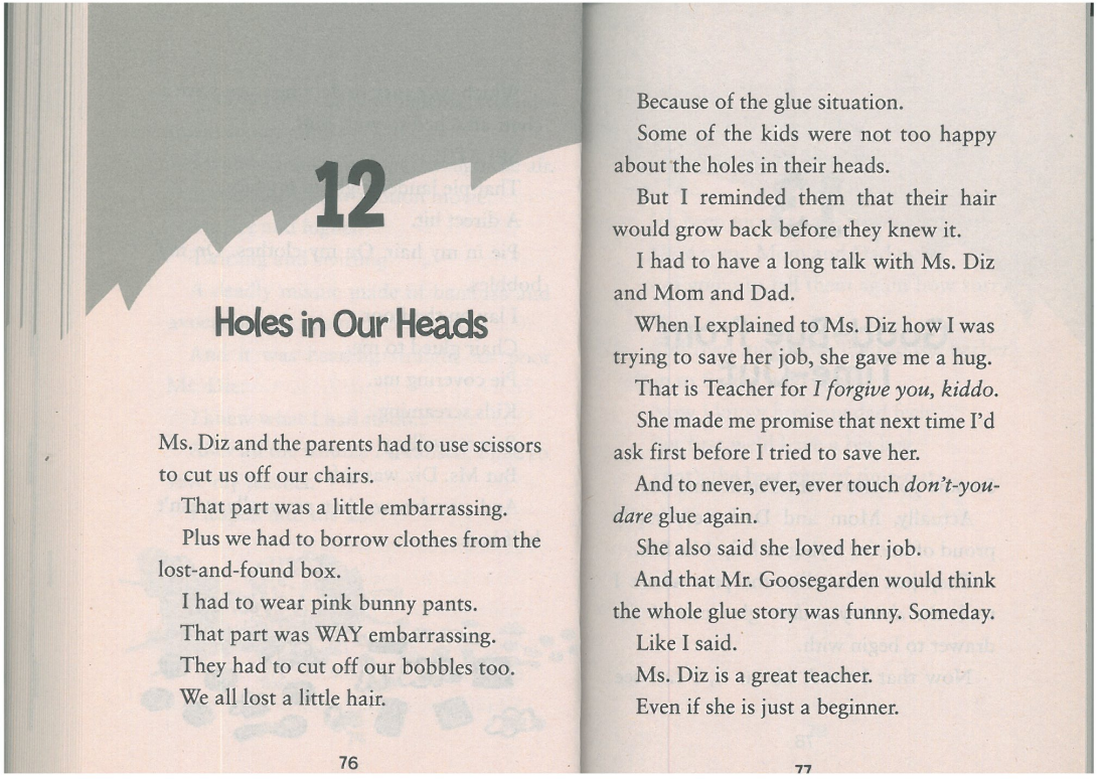 12
Holes in Our Heads
Ms. Diz and the parents had to use scissors
to cut us off our chairs.
That part was a little embarrassing.
Plus we had to borrow clothes from the
lost-and-found box.
I had to wear pink bunny pants.
That part was WAY embarrassing.
They had to cut off our bobbles too.
We all lost a little hair.
76
Because of the glue situation.
Some of the kids were not too happy
about the holes in their heads.
But I reminded them that their hair
would grow back before they knew it.
I had to have a long talk with Ms. Diz
and Mom and Dad.
When I explained to Ms. Diz how I was
trying to save her job, she gave me a hug.
That is Teacher for I forgive you, kiddo.
She made me promise that next time I'd
ask first before I tried to save her.
And to never, ever, ever touch don't-you-
dare glue again.
She also said she loved her job.
And that Mr. Goosegarden would think
the whole glue story was funny. Someday.
Like I said.
Ms. Diz is a great teacher.
Even if she is just a beginner.
77